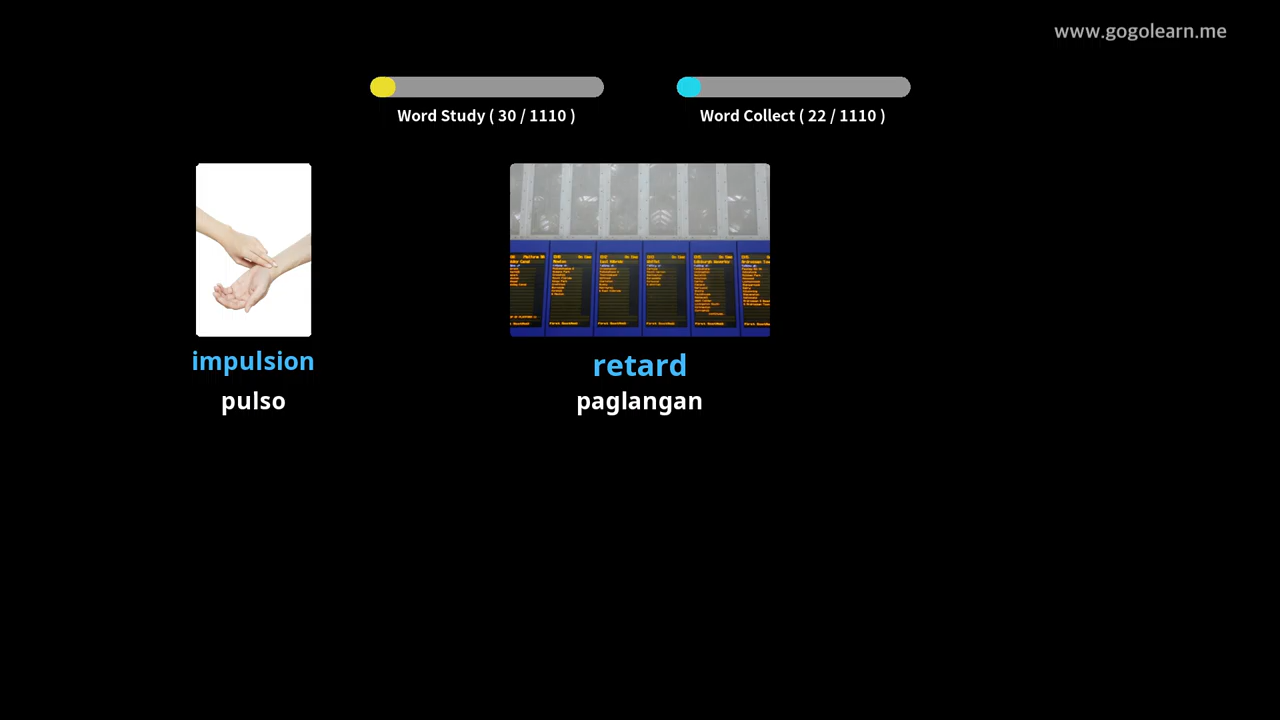 www.gogolearn.me
Word Study ( 30 / 1110 )
Word Collect ( 22 / 1110 )
impulsion
pulso
retard
paglangan